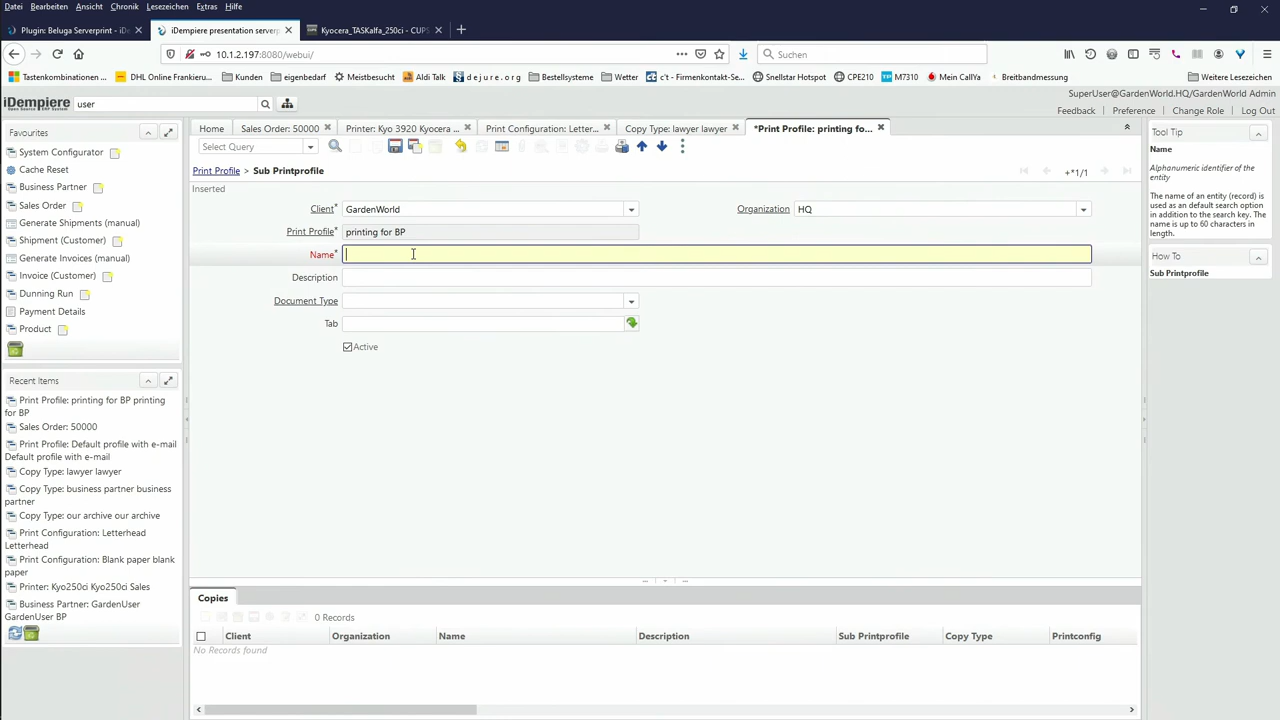 Datei Bearbeiten Ansicht Chronik Lesezeichen Extras Hilfe
Plugin: Beluga Serverprint - iDe
iDempiere presentation serverp
Kyocera_TASKalfa_250ci - CUPS
10.1.2.197:8080/webui/
Suchen
Tastenkombinationen ... DHL Online Frankieru... Kunden eigenbedarf Meistbesucht Aldi Talk d e j u r e . o r g Bestellsysteme Wetter c't - Firmenkontakt-Se... Snellstar Hotspot CPE210 M7310 Mein CallYa Breitbandmessung Weitere Lesezeichen
iDempiere
user
SuperUser@GardenWorld.HQ/GardenWorld Admin
Feedback Preference Change Role Log Out
Favourites
System Configurator
Cache Reset
Business Partner
Sales Order
Generate Shipments (manual)
Shipment (Customer)
Generate Invoices (manual)
Invoice (Customer)
Dunning Run
Payment Details
Product
Recent Items
Print Profile: printing for BP printing
for BP
Sales Order: 50000
Print Profile: Default profile with e-mail
Default profile with e-mail
Copy Type: lawyer lawyer
Copy Type: business partner business
partner
Copy Type: our archive our archive
Print Configuration: Letterhead
Letterhead
Print Configuration: Blank paper blank
paper
Printer: Kyo250ci Kyo250ci Sales
Business Partner: GardenUser
GardenUser BP
Home Sales Order: 50000 Printer: Kyo 3920 Kyocera ... Print Configuration: Letter... Copy Type: lawyer lawyer *Print Profile: printing fo...
Select Query
Print Profile > Sub Printprofile
+*1/1
Inserted
Client* GardenWorld Organization HQ
Print Profile* printing for BP
Name*
Description
Document Type
Tab
Active
Copies
0 Records
Client Organization Name Description Sub Printprofile Copy Type Printconfig
No Records found
Tool Tip
Name
Alphanumeric identifier of the
entity
The name of an entity (record) is
used as an default search option
in addition to the search key. The
name is up to 60 characters in
length.
How To
Sub Printprofile